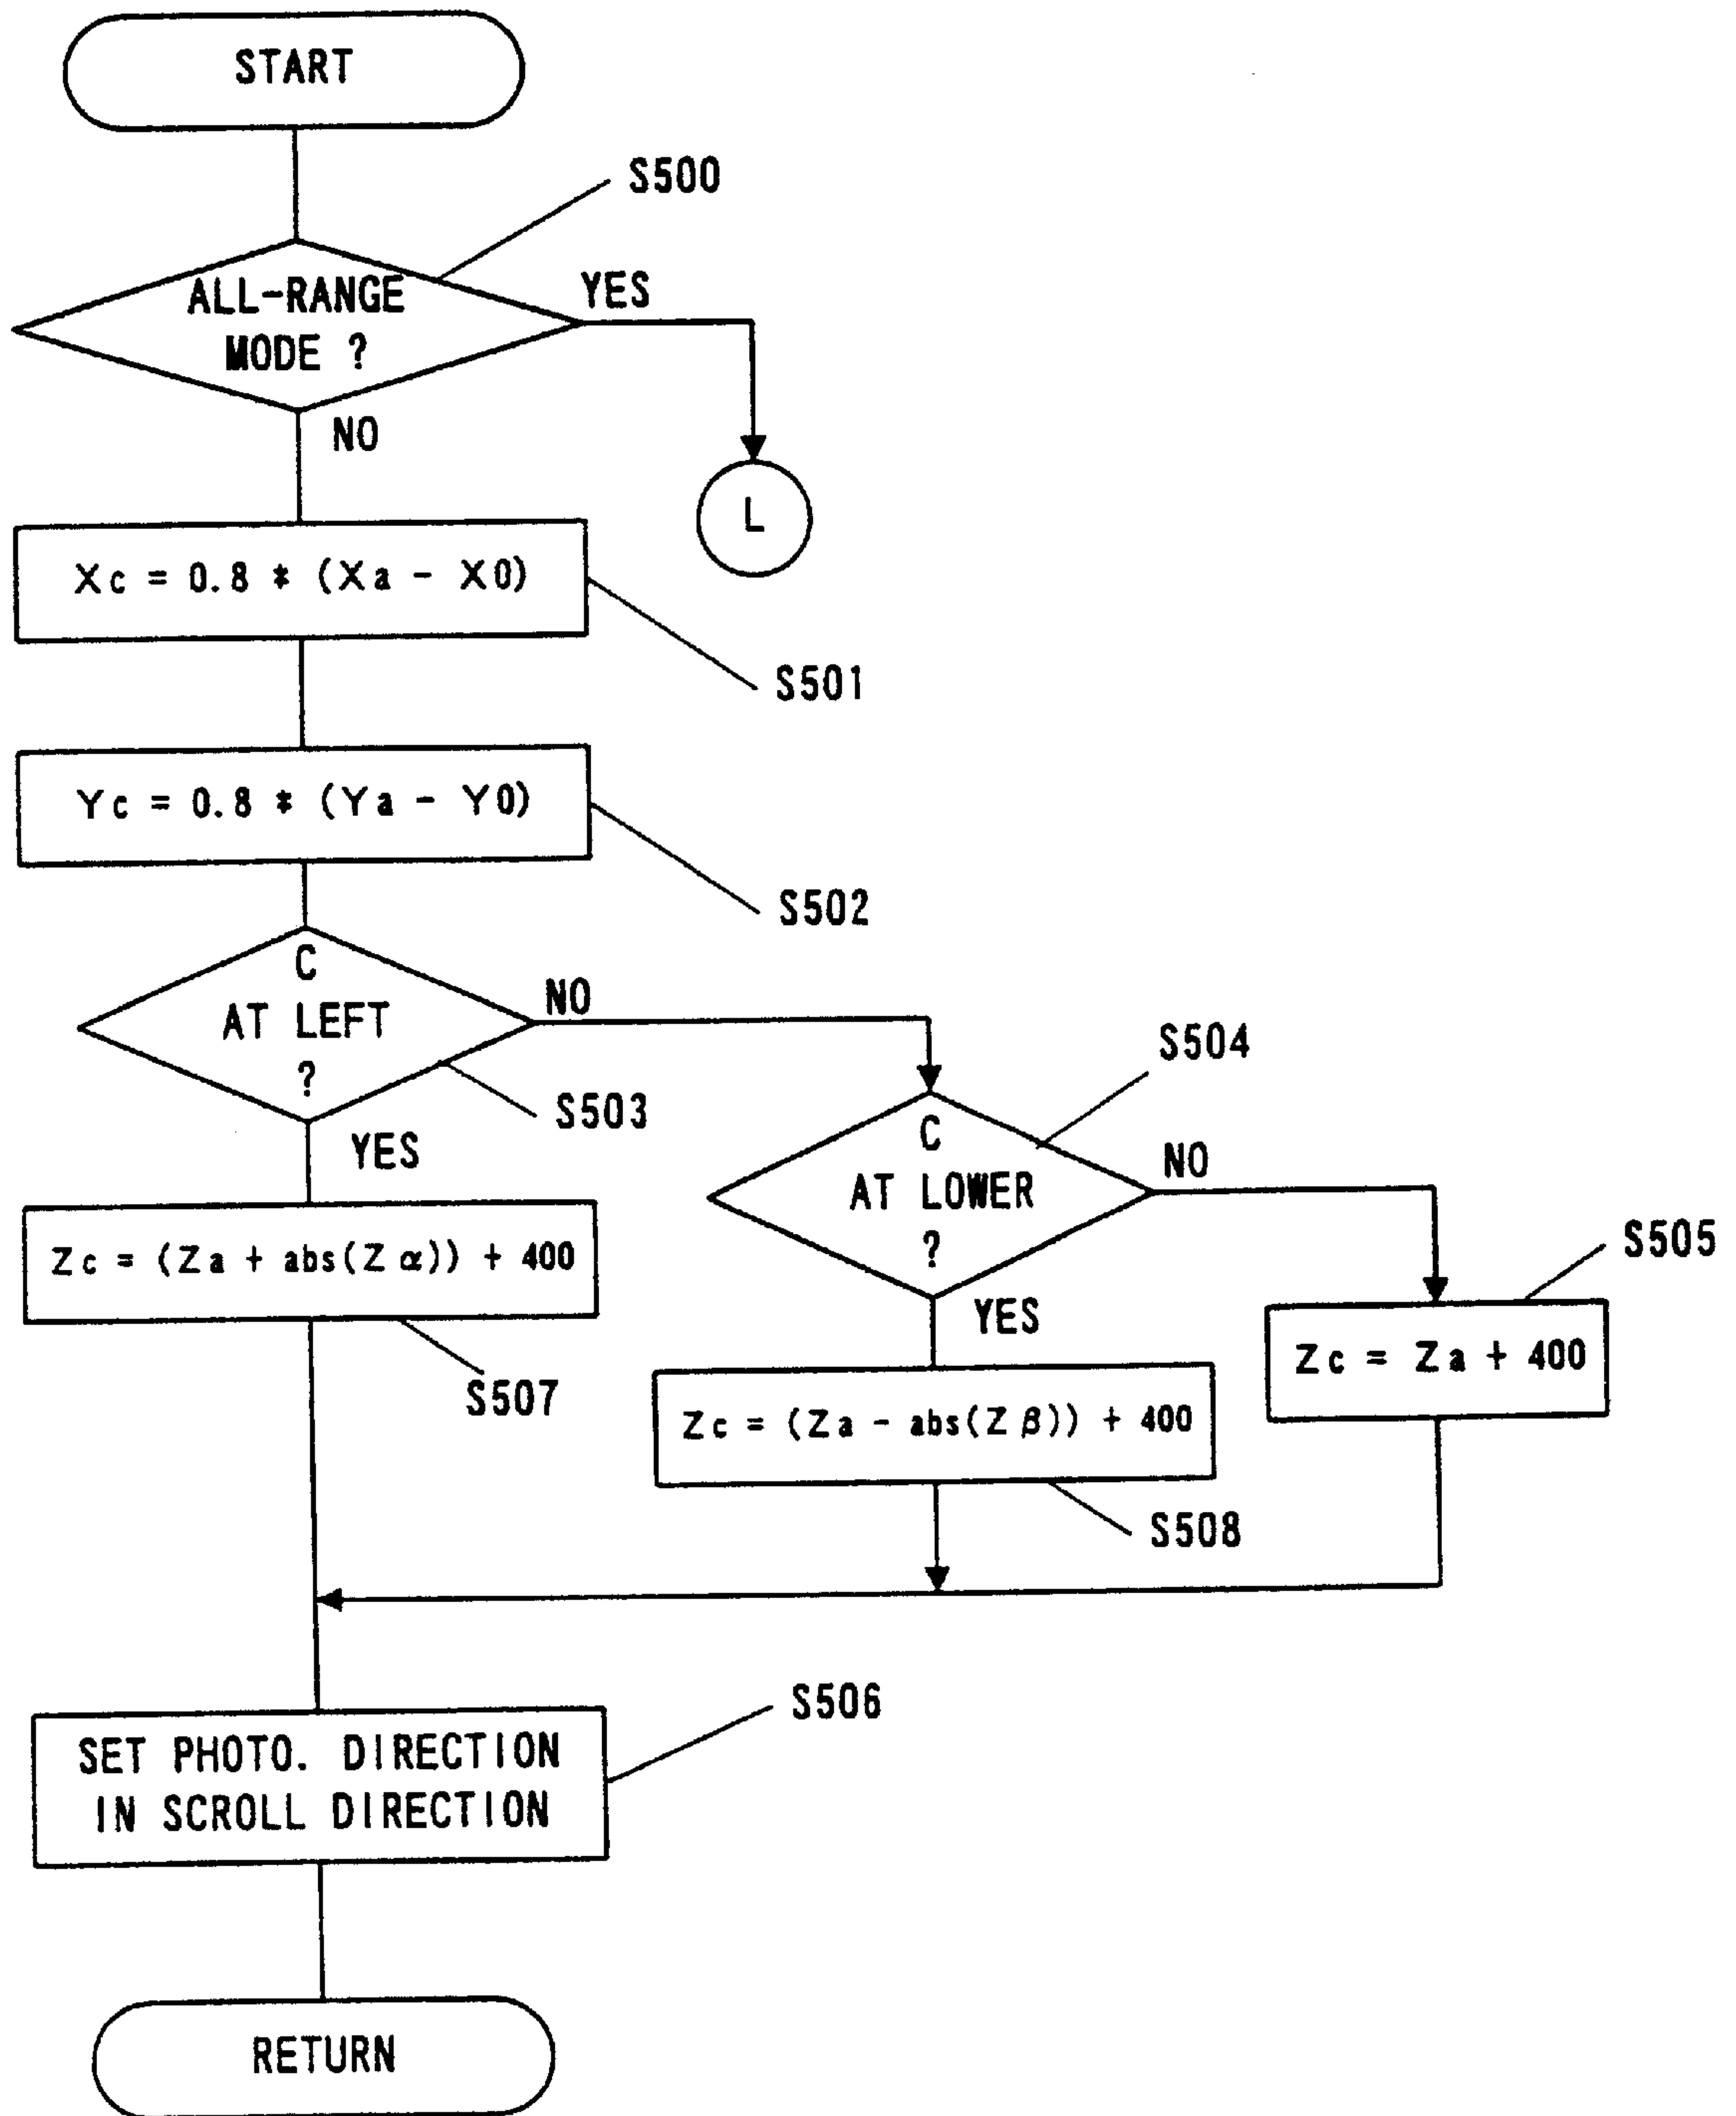 START
S500
ALL-RANGE
MODE ?
YES
NO
L
Xc = 0.8 * (Xa - X0)
S501
Yc = 0.8 * (Ya - Y0)
S502
C
AT LEFT
?
NO
S503
YES
S504
C
AT LOWER
?
NO
YES
S505
Zc = (Za + abs(Zα)) + 400
S507
Zc = (Za - abs(Zβ)) + 400
S508
Zc = Za + 400
S506
SET PHOTO. DIRECTION
IN SCROLL DIRECTION
RETURN